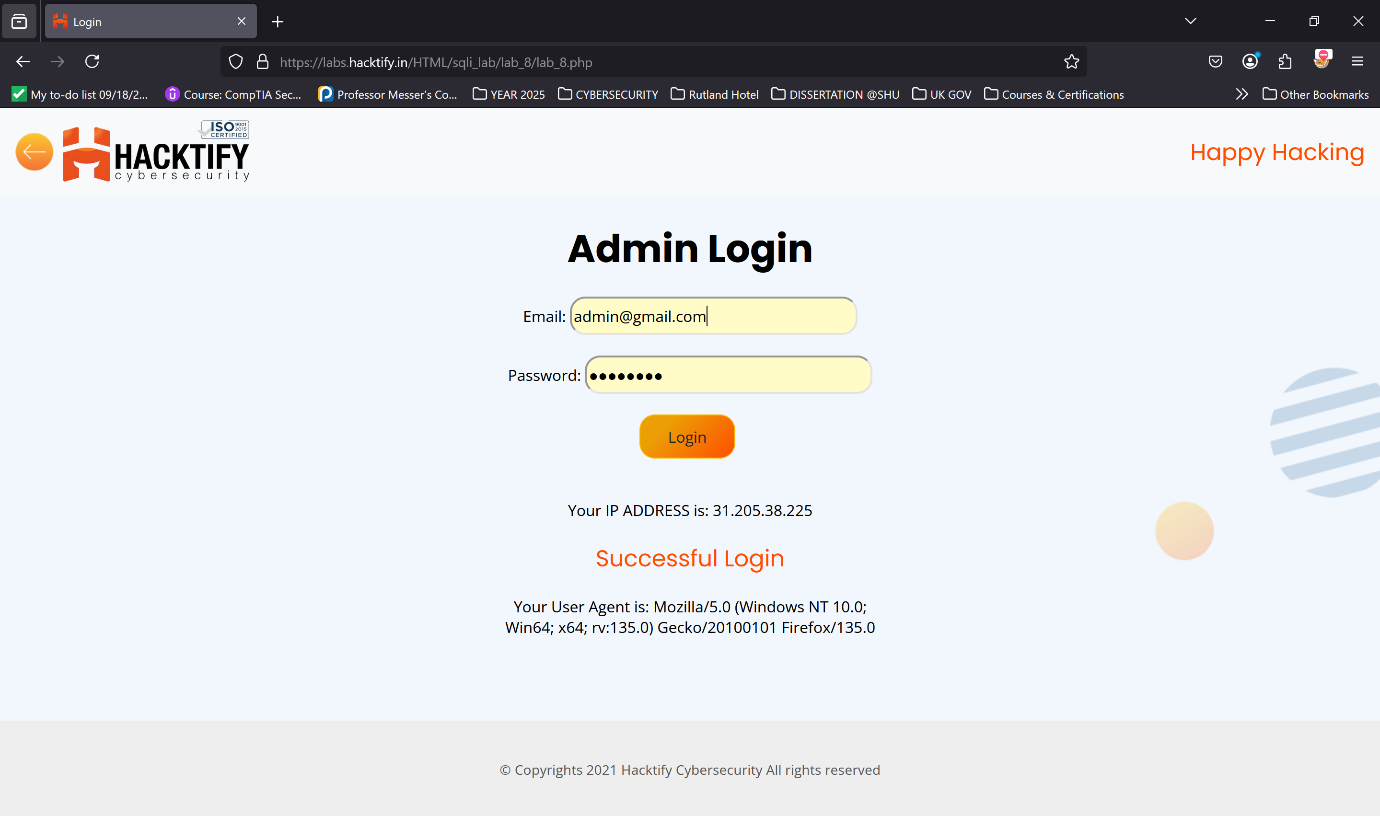 Login
https://labs.hacktify.in/HTML/sqli_lab/lab_8/lab_8.php
My to-do list 09/18/2... Course: CompTIA Sec... Professor Messer's Co... YEAR 2025 CYBERSECURITY Rutland Hotel DISSERTATION @SHU UK GOV Courses & Certifications Other Bookmarks
ISO 9001 2015
CERTIFIED
HACKTIFY
cybersecurity
Happy Hacking
Admin Login
Email: admin@gmail.com
Password: ●●●●●●●●
Login
Your IP ADDRESS is: 31.205.38.225
Successful Login
Your User Agent is: Mozilla/5.0 (Windows NT 10.0;
Win64; x64; rv:135.0) Gecko/20100101 Firefox/135.0
© Copyrights 2021 Hacktify Cybersecurity All rights reserved